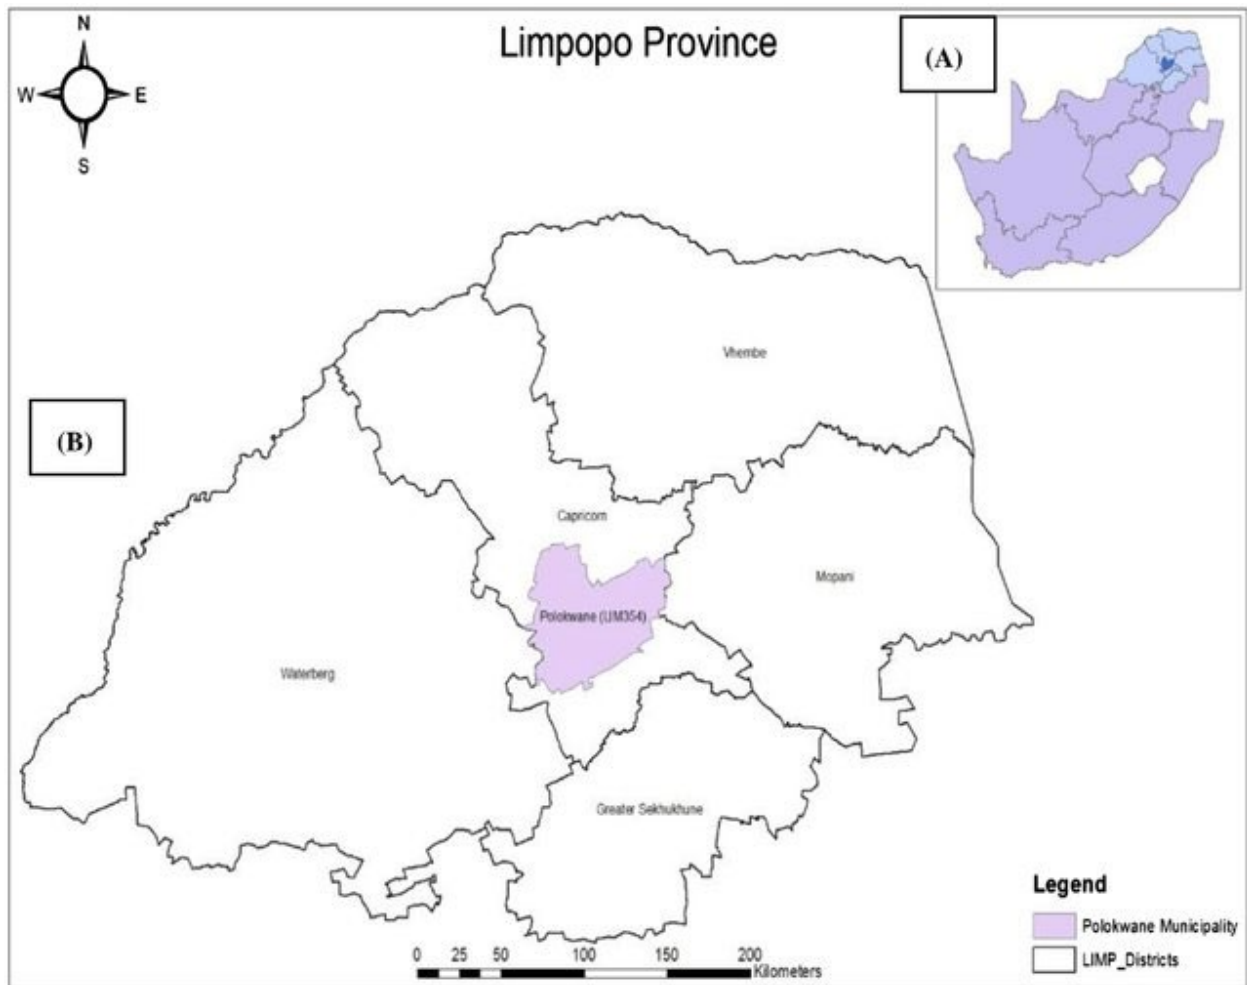 N
W E
S
Limpopo Province
(A)
(B)
Vhembe
Capricorn
Mopani
Polokwane (LIM354)
Waterberg
Greater Sekhukhune
Legend
Polokwane Municipality
LIMP_Districts
0 25 50 100 150 200
Kilometers